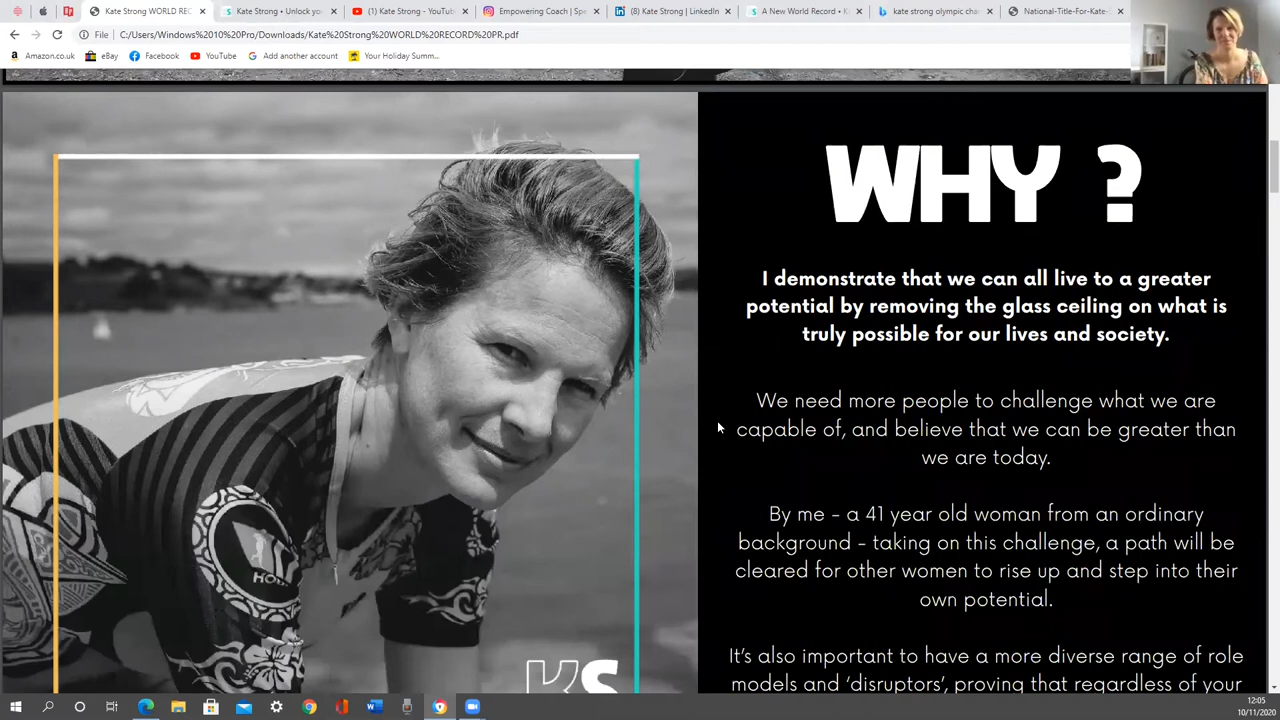 Kate Strong WORLD REC
Kate Strong • Unlock yo
(1) Kate Strong - YouTub
Empowering Coach | Spe
(8) Kate Strong | LinkedIn
A New World Record • K
kate strong olympic cha
National-Title-For-Kate-
File
C:/Users/Windows%2010%20Pro/Downloads/Kate%20Strong%20WORLD%20RECORD%20PR.pdf
Amazon.co.uk
eBay
Facebook
YouTube
Add another account
Your Holiday Summ...
WHY ?
I demonstrate that we can all live to a greater
potential by removing the glass ceiling on what is
truly possible for our lives and society.
We need more people to challenge what we are
capable of, and believe that we can be greater than
we are today.
By me - a 41 year old woman from an ordinary
background - taking on this challenge, a path will be
cleared for other women to rise up and step into their
own potential.
It's also important to have a more diverse range of role
models and 'disruptors', proving that regardless of your
KS
12:05
10/11/2020